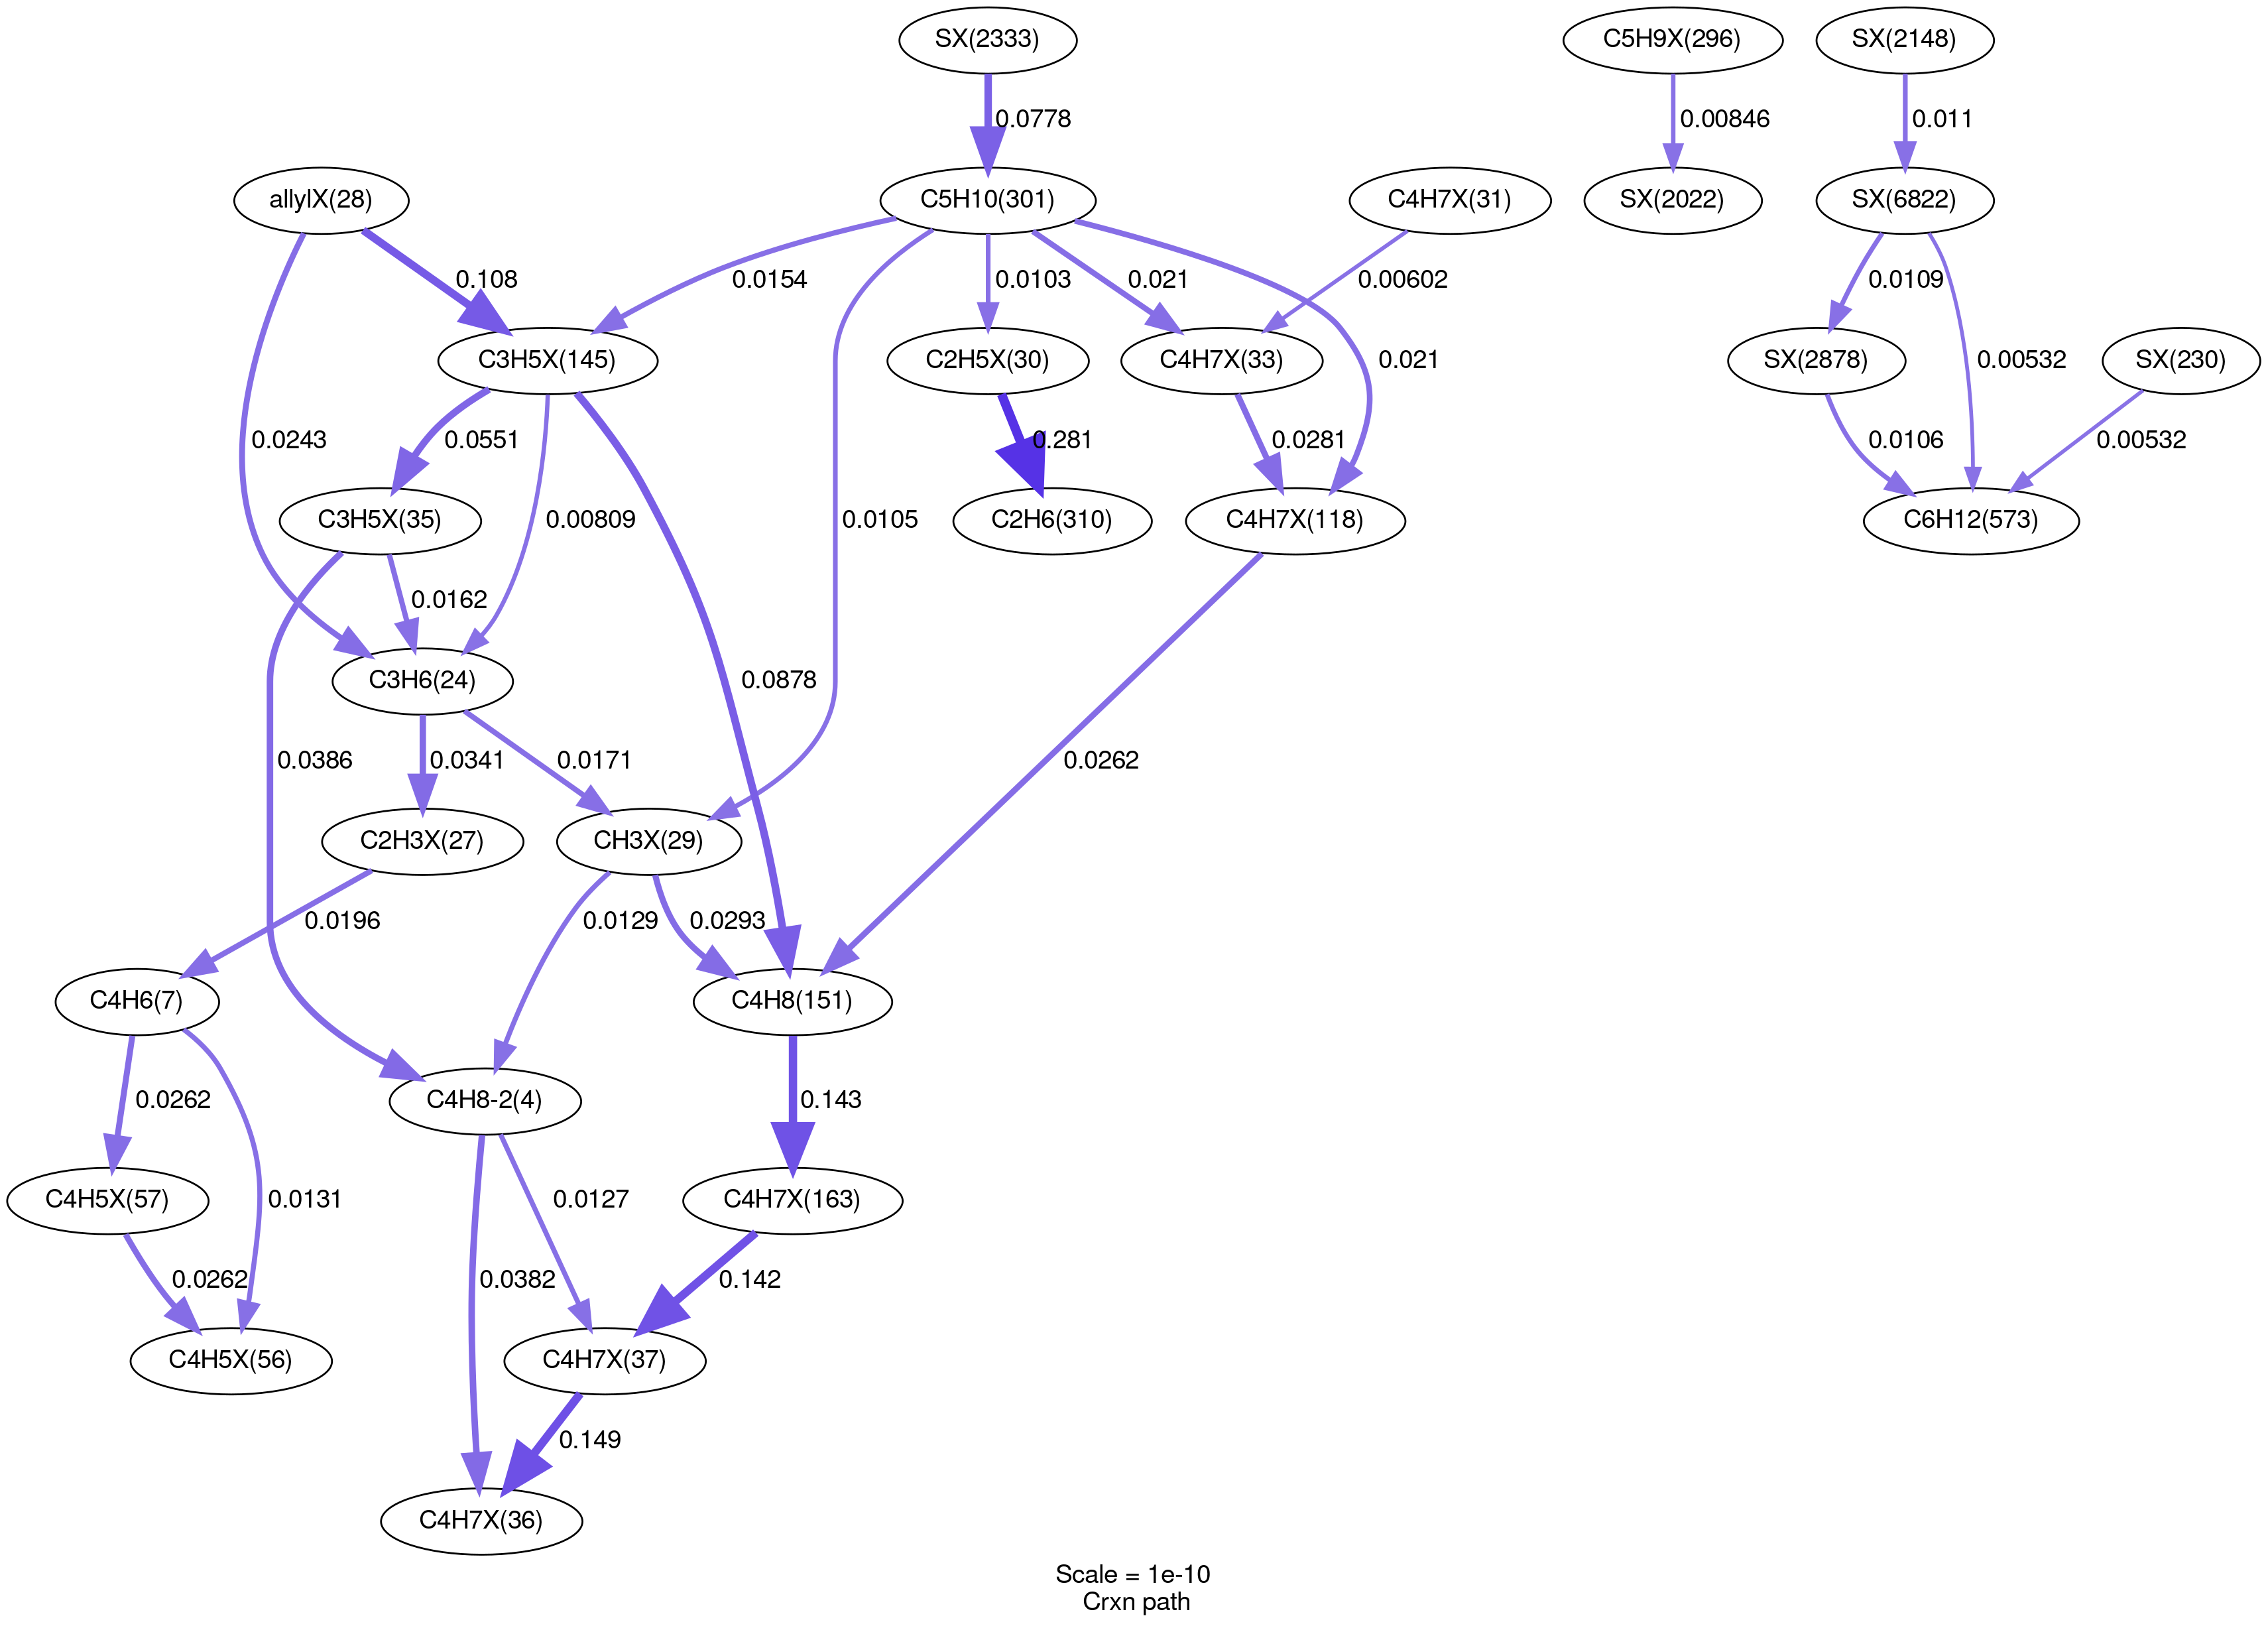 SX(2333)
C5H9X(296)
SX(2148)
0.0778
0.00846
0.011
allylX(28)
C5H10(301)
C4H7X(31)
SX(2022)
SX(6822)
0.108
0.0154
0.0103
0.021
0.00602
0.0109
C3H5X(145)
C2H5X(30)
C4H7X(33)
0.021
SX(2878)
0.00532
SX(230)
0.0243
0.0551
0.281
0.0281
0.0106
0.00532
C3H5X(35)
0.00809
0.0105
C2H6(310)
C4H7X(118)
C6H12(573)
0.0162
C3H6(24)
0.0878
0.0386
0.0341
0.0171
0.0262
C2H3X(27)
CH3X(29)
0.0196
0.0129
0.0293
C4H6(7)
C4H8(151)
0.0262
C4H8-2(4)
0.143
C4H5X(57)
0.0131
0.0127
C4H7X(163)
0.0262
0.0382
0.142
C4H5X(56)
C4H7X(37)
0.149
C4H7X(36)
Scale = 1e-10
Crxn path